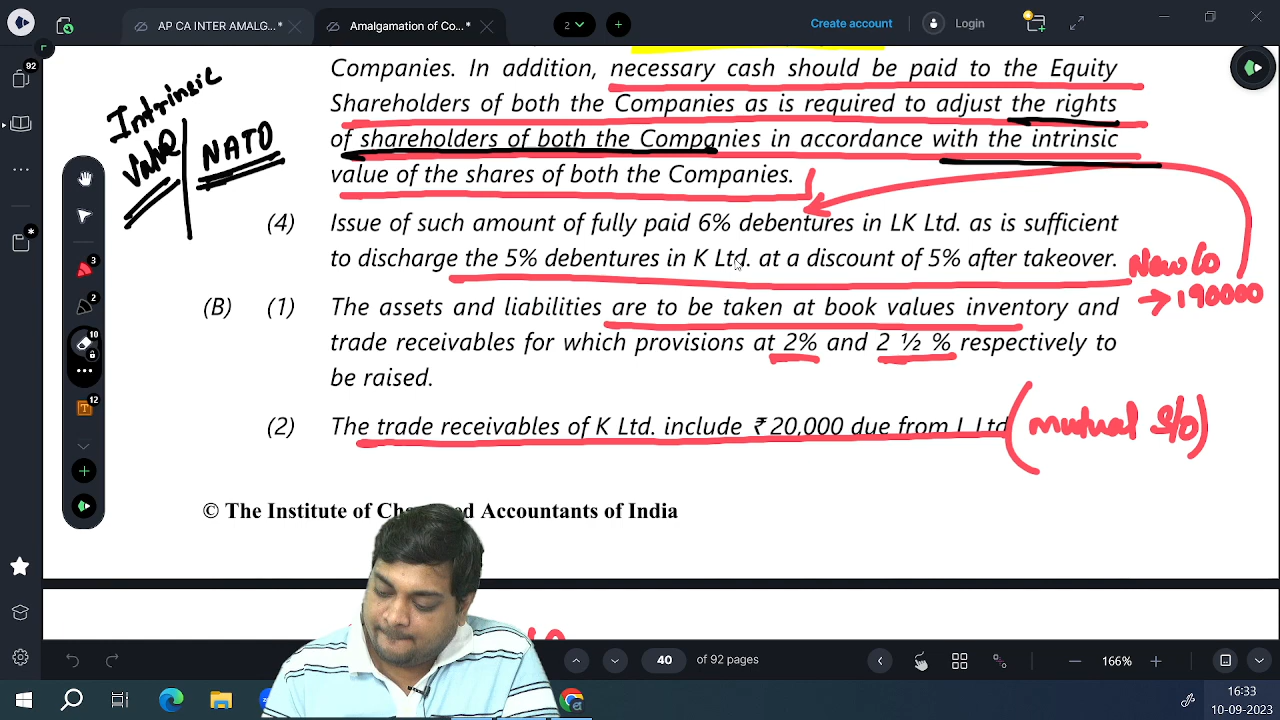 AP CA INTER AMALG... *
Amalgamation of Co... *
2
Create account
Login
92
Companies. In addition, necessary cash should be paid to the Equity
Shareholders of both the Companies as is required to adjust the rights
of shareholders of both the Companies in accordance with the intrinsic
value of the shares of both the Companies.
Intrinsic
Value
NATO
(4) Issue of such amount of fully paid 6% debentures in LK Ltd. as is sufficient
to discharge the 5% debentures in K Ltd. at a discount of 5% after takeover.
New Co
→ 190000
(B) (1) The assets and liabilities are to be taken at book values inventory and
trade receivables for which provisions at 2% and 2 ½ % respectively to
be raised.
(2) The trade receivables of K Ltd. include ₹ 20,000 due from L Ltd
(mutual S/O)
3
2
10
T 12
© The Institute of Chartered Accountants of India
40 of 92 pages
166%
16:33
10-09-2023